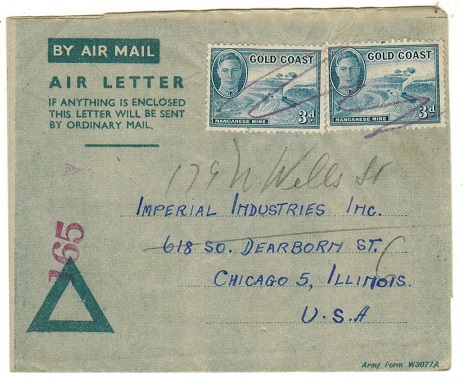 BY AIR MAIL
AIR LETTER
IF ANYTHING IS ENCLOSED
THIS LETTER WILL BE SENT
BY ORDINARY MAIL.
GOLD COAST
MANGANESE MINE
3d
GOLD COAST
MANGANESE MINE
3d
179 N Wells St
IMPERIAL INDUSTRIES INC.
618 SO. DEARBORN ST.
6
CHICAGO 5, ILLINOIS.
U.S.A
165
Army Form W3077A